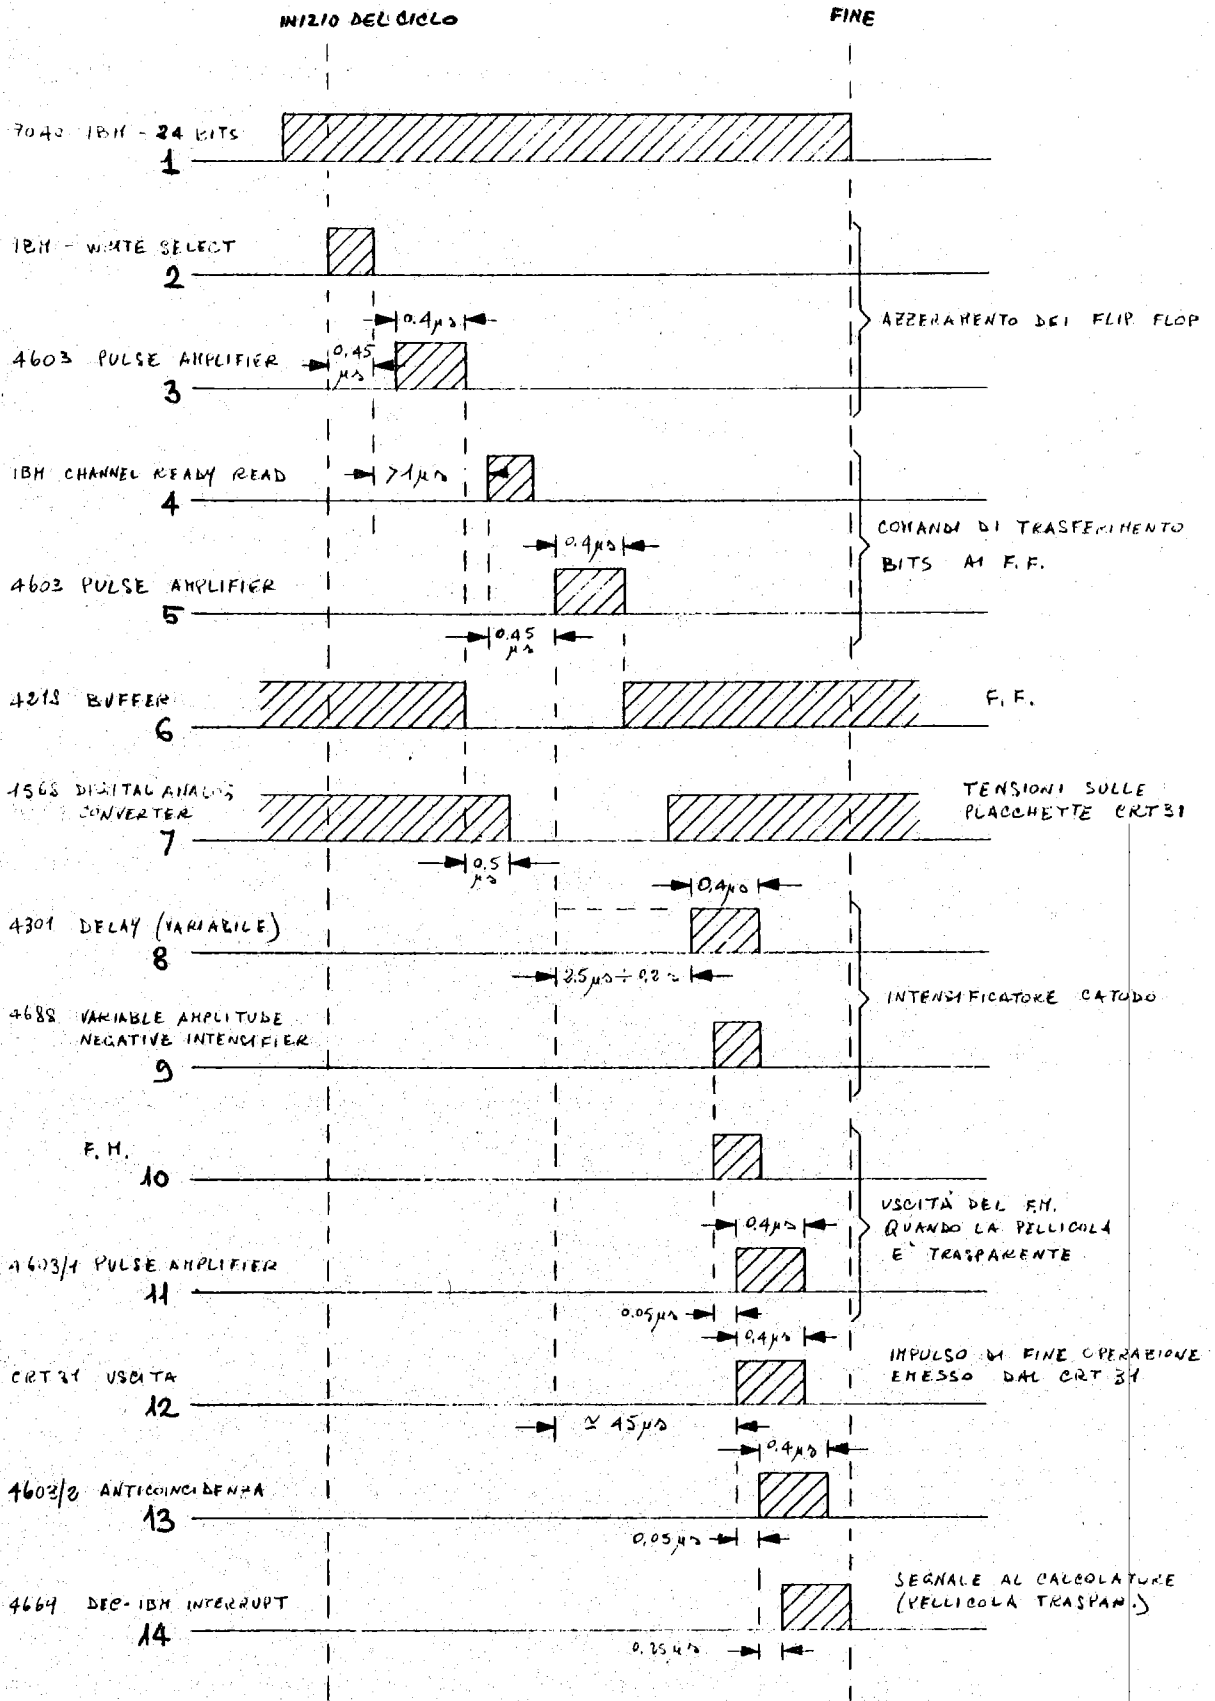 INIZIO DEL CICLO
FINE
7040 IBM - 24 BITS
1
IBM - WRITE SELECT
2
0.4µs
AZZERAMENTO DEI FLIP FLOP
4603 PULSE AMPLIFIER
0,45
µs
3
IBM CHANNEL READY READ
>1µs
4
COMANDI DI TRASFERIMENTO
BITS AI F.F.
0.4µs
4603 PULSE AMPLIFIER
5
0.45
µs
4218 BUFFER
F.F.
6
1568 DIGITAL ANALOG
CONVERTER
TENSIONI SULLE
PLACCHETTE CRT31
7
0.5
µs
0.4µs
4301 DELAY (VARIABILE)
8
2.5µs ÷ 0,2
INTENSIFICATORE CATODO
4688 VARIABLE AMPLITUDE
NEGATIVE INTENSIFIER
9
F.M.
10
USCITÀ DEL F.M.
QUANDO LA PELLICOLA
E' TRASPARENTE
0.4µs
4603/1 PULSE AMPLIFIER
11
0.05µs
0.4µs
CRT 31 USCITA
IMPULSO DI FINE OPERAZIONE
EMESSO DAL CRT 31
12
≃ 45µs
0.4µs
4603/2 ANTICOINCIDENZA
13
0,05µs
4669 DEC-IBM INTERRUPT
SEGNALE AL CALCOLATORE
(PELLICOLA TRASPAR.)
14
0.25µs